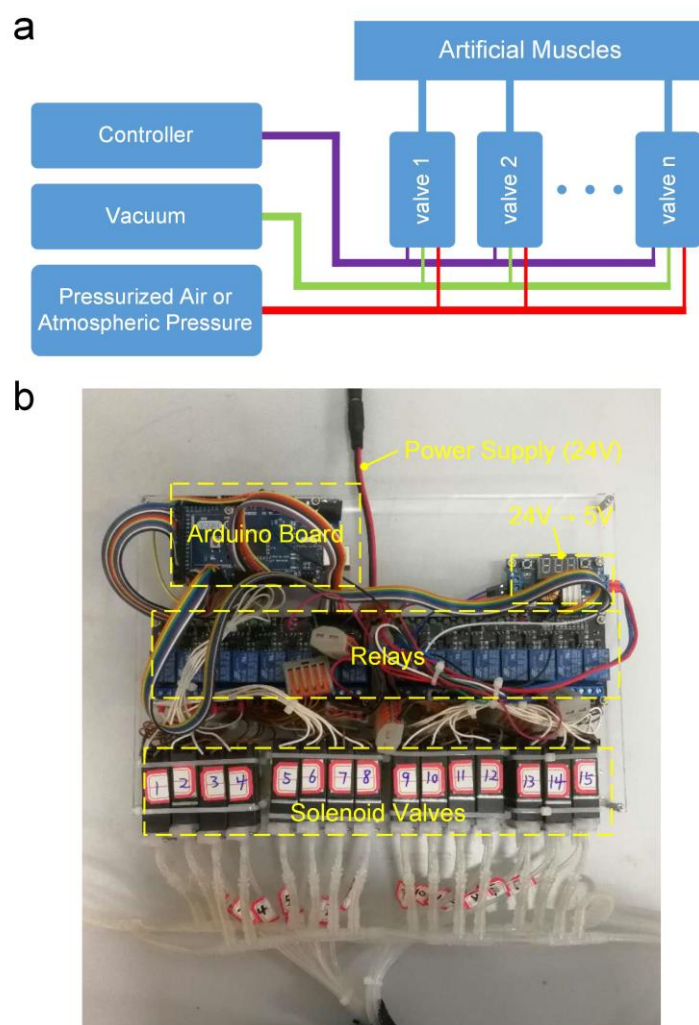 a
Artificial Muscles
Controller
valve 1
valve 2
valve n
Vacuum
Pressurized Air or
Atmospheric Pressure
b
Power Supply (24V)
Arduino Board
24V → 5V
Relays
1 2 3 4 5 6 7 8 9 10 11 12 13 14 15
Solenoid Valves